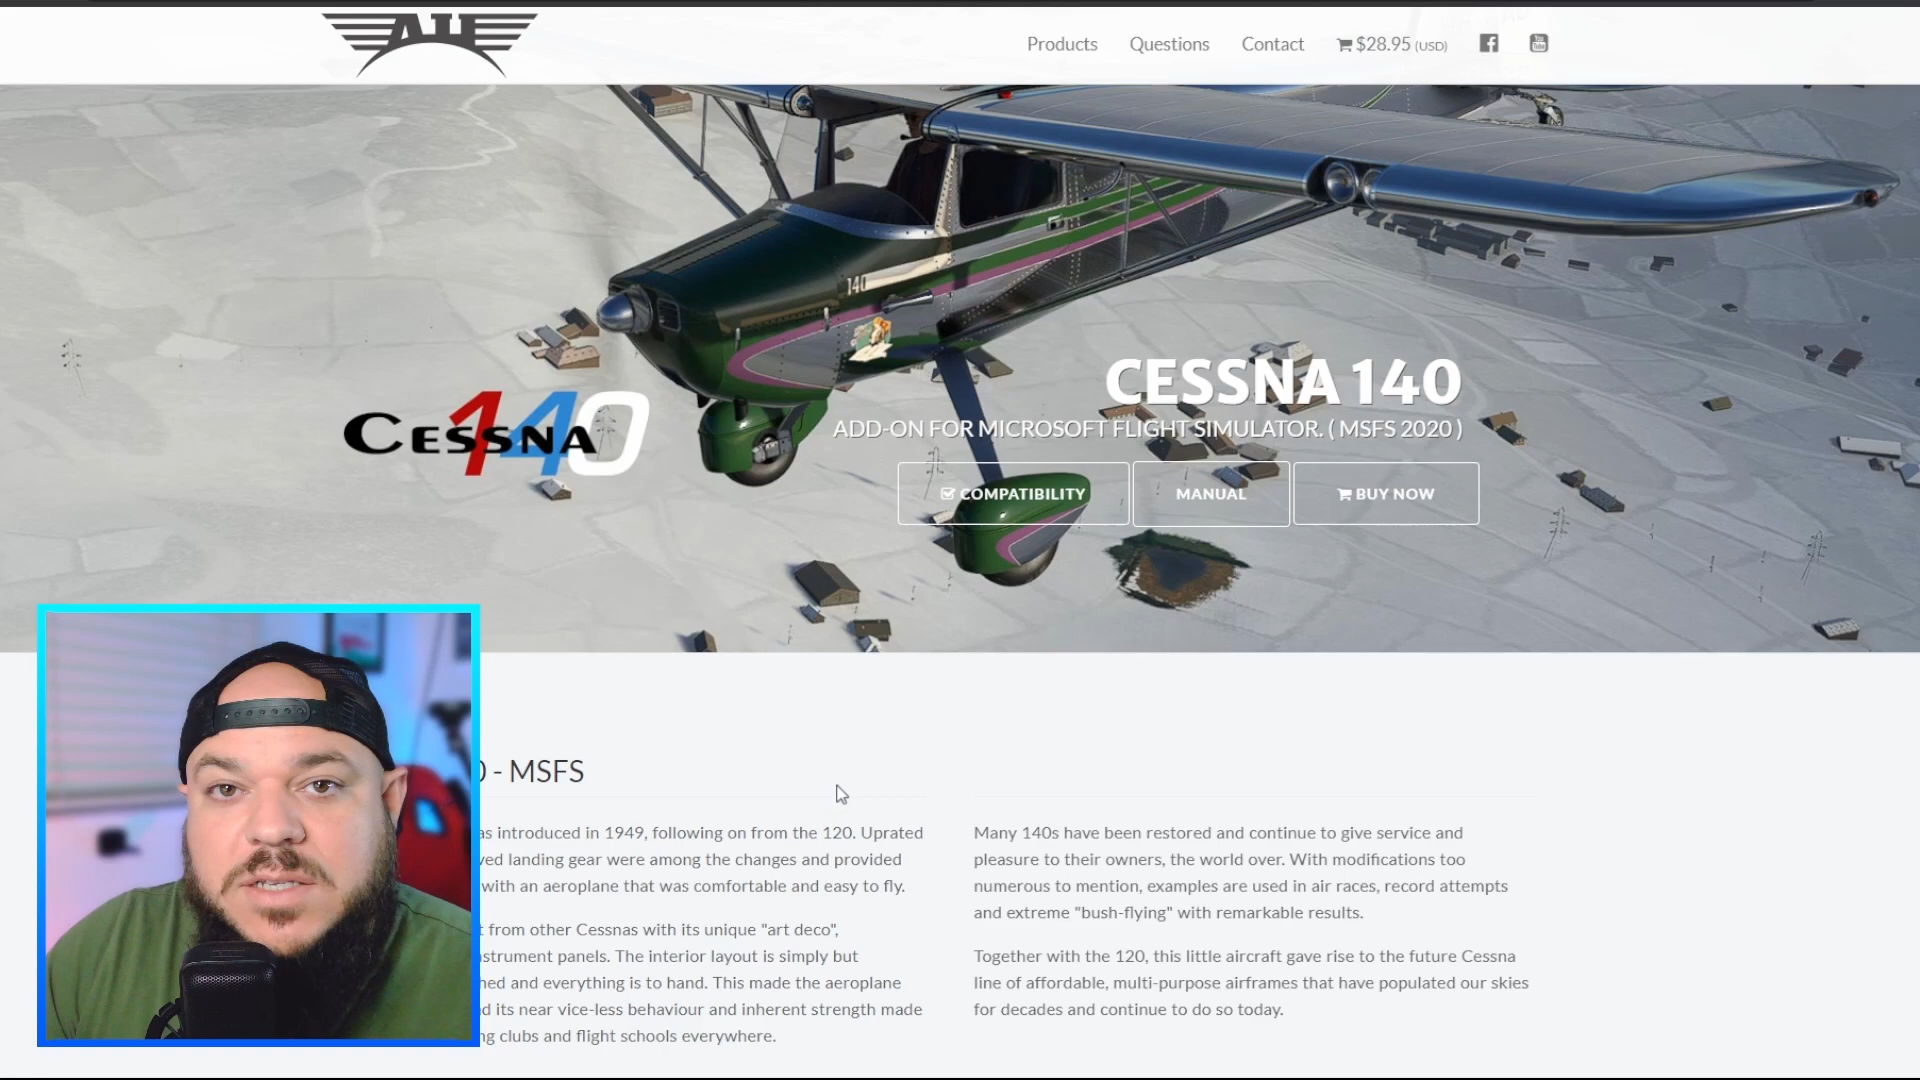 Products Questions Contact $28.95 (USD)
140
CESSNA 140
CESSNA 140
ADD-ON FOR MICROSOFT FLIGHT SIMULATOR. ( MSFS 2020 )
COMPATIBILITY MANUAL BUY NOW
- MSFS
introduced in 1949, following on from the 120. Uprated
landing gear were among the changes and provided
with an aeroplane that was comfortable and easy to fly.
from other Cessnas with its unique "art deco",
panels. The interior layout is simply but
and everything is to hand. This made the aeroplane
its near vice-less behaviour and inherent strength made
clubs and flight schools everywhere.
Many 140s have been restored and continue to give service and
pleasure to their owners, the world over. With modifications too
numerous to mention, examples are used in air races, record attempts
and extreme "bush-flying" with remarkable results.
Together with the 120, this little aircraft gave rise to the future Cessna
line of affordable, multi-purpose airframes that have populated our skies
for decades and continue to do so today.